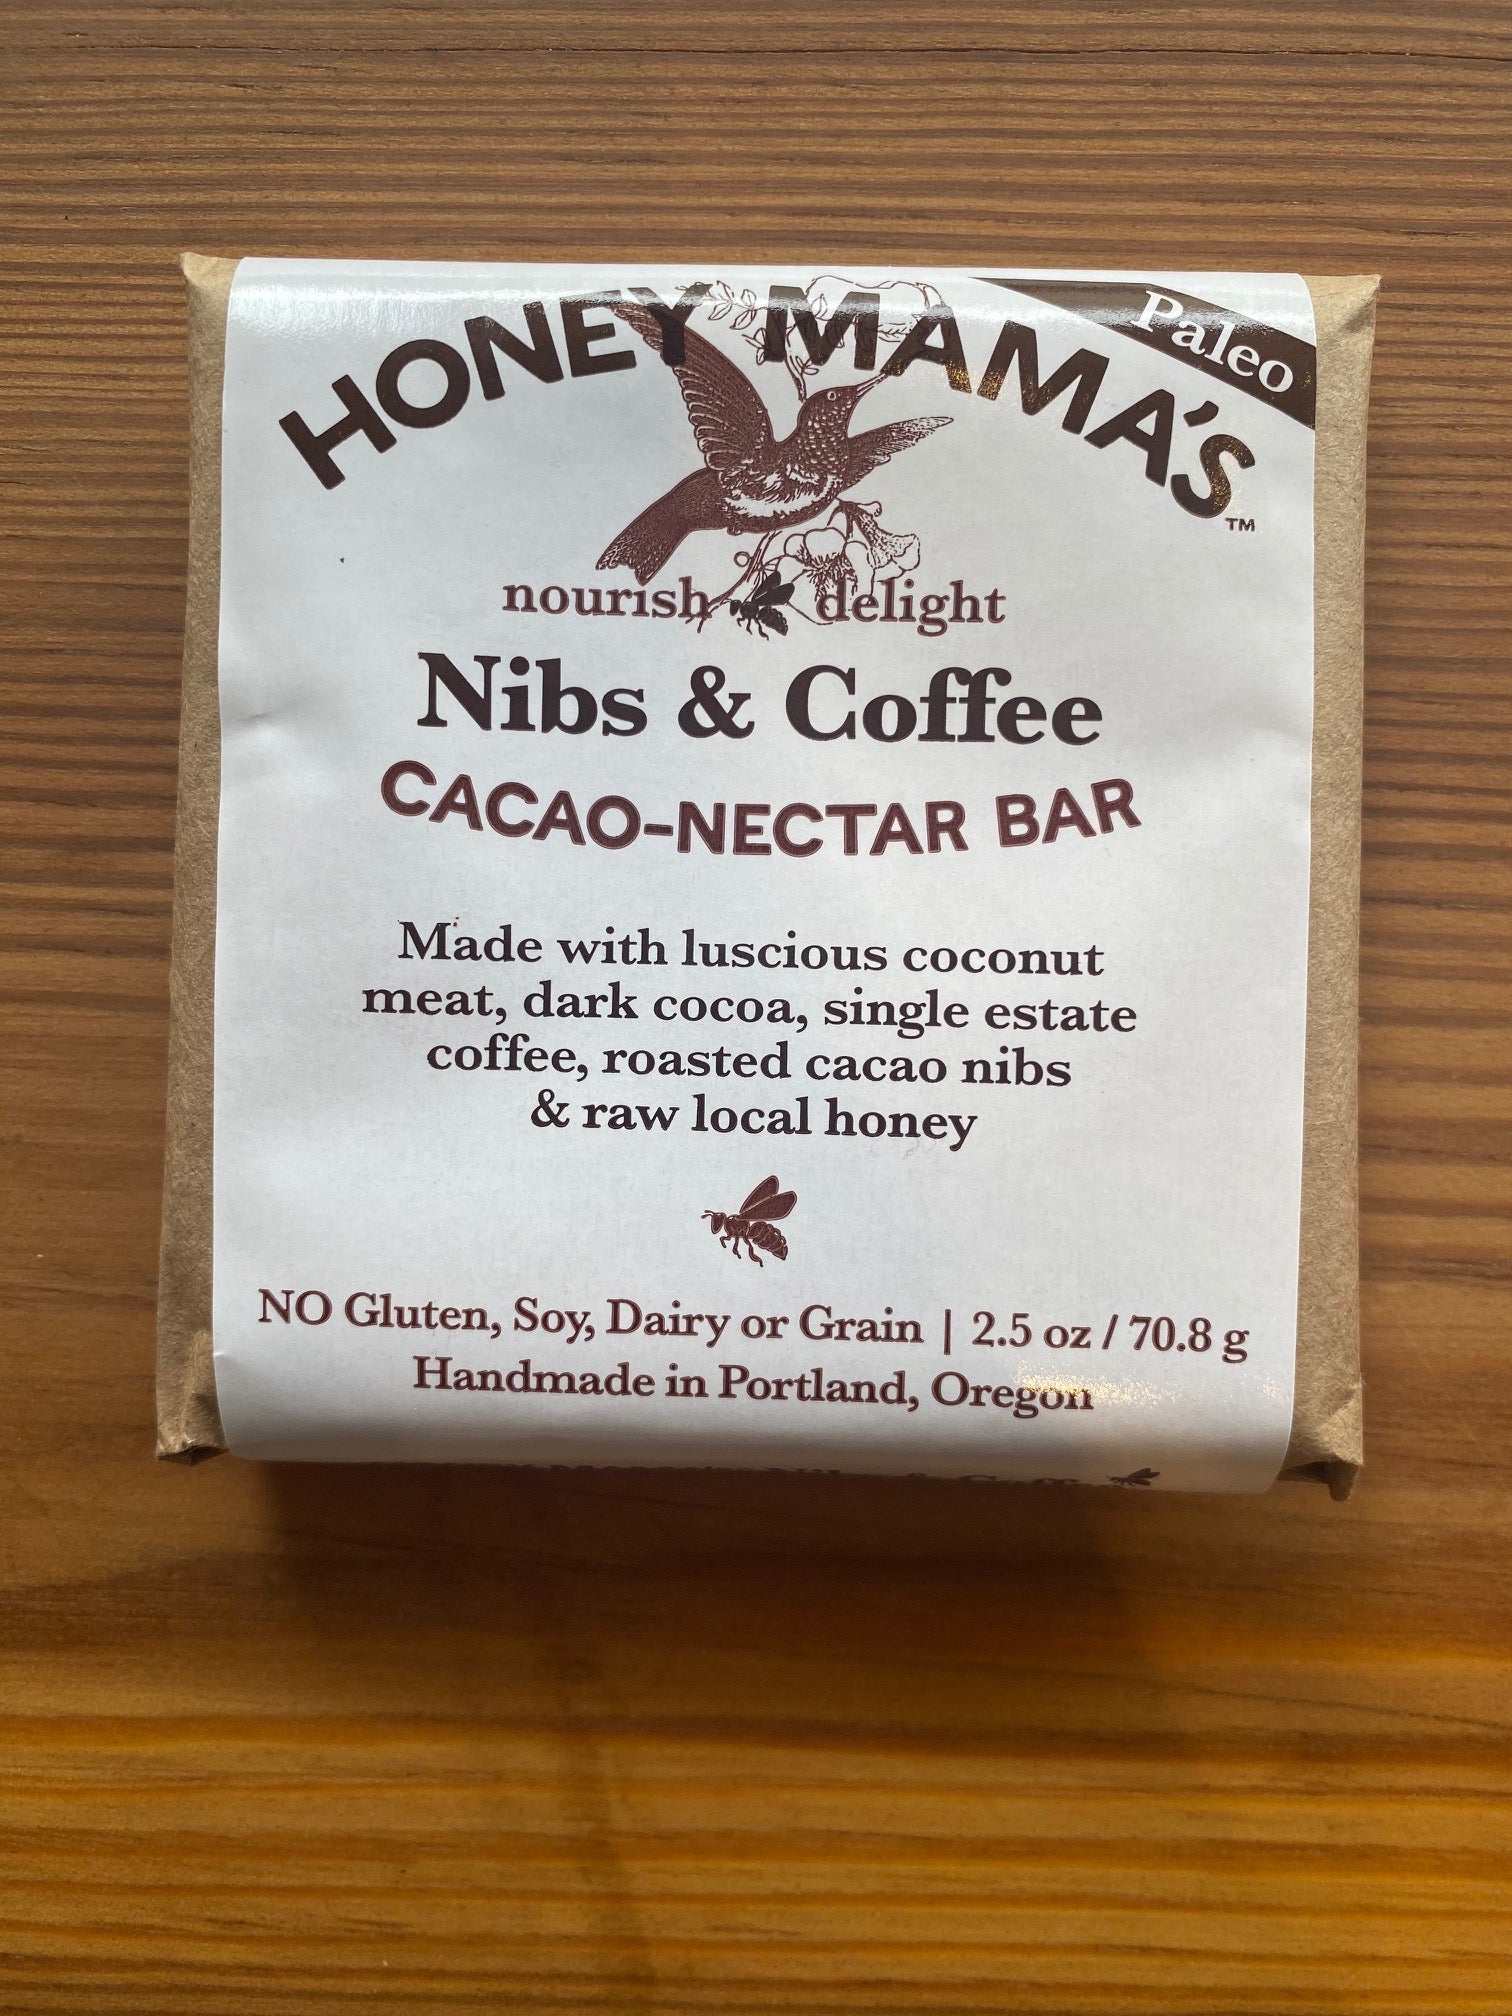 Paleo
HONEY MAMA'S™
nourish delight
Nibs & Coffee
CACAO-NECTAR BAR
Made with luscious coconut
meat, dark cocoa, single estate
coffee, roasted cacao nibs
& raw local honey
NO Gluten, Soy, Dairy or Grain | 2.5 oz / 70.8 g
Handmade in Portland, Oregon